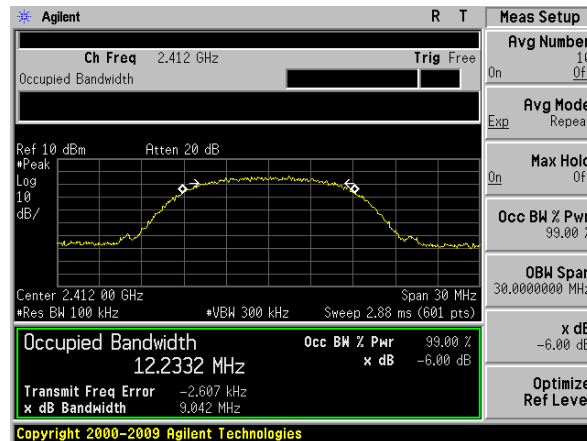 Agilent R T Meas Setup
Ch Freq 2.412 GHz Trig Free
Occupied Bandwidth
Avg Number
10
On Of
Avg Mode
Exp Repea
Max Hold
On Of
Occ BW % Pwr
99.00 %
OBW Span
30.0000000 MHz
x dB
-6.00 dB
Optimize
Ref Level
Ref 10 dBm Atten 20 dB
#Peak
Log
10
dB/
Center 2.412 00 GHz Span 30 MHz
#Res BW 100 kHz #VBW 300 kHz Sweep 2.88 ms (601 pts)
Occupied Bandwidth Occ BW % Pwr 99.00 %
12.2332 MHz x dB -6.00 dB
Transmit Freq Error -2.607 kHz
x dB Bandwidth 9.042 MHz
Copyright 2000-2009 Agilent Technologies